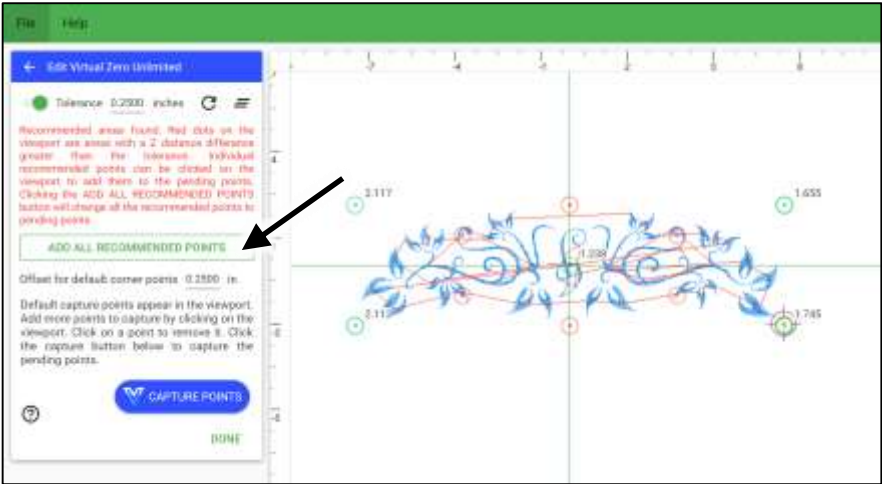 File Help
Edit Virtual Zero Unlimited
Tolerance 0.2500 inches
Recommended areas found. Red dots on the
viewport are areas with a Z distance difference
greater than the tolerance. Individual
recommended points can be clicked on the
viewport to add them to the pending points.
Clicking the ADD ALL RECOMMENDED POINTS
button will change all the recommended points to
pending points.
ADD ALL RECOMMENDED POINTS
Offset for default corner points 0.2500 in
Default capture points appear in the viewport.
Add more points to capture by clicking on the
viewport. Click on a point to remove it. Click
the capture button below to capture the
pending points.
CAPTURE POINTS
DONE
2.117
1.655
1.745